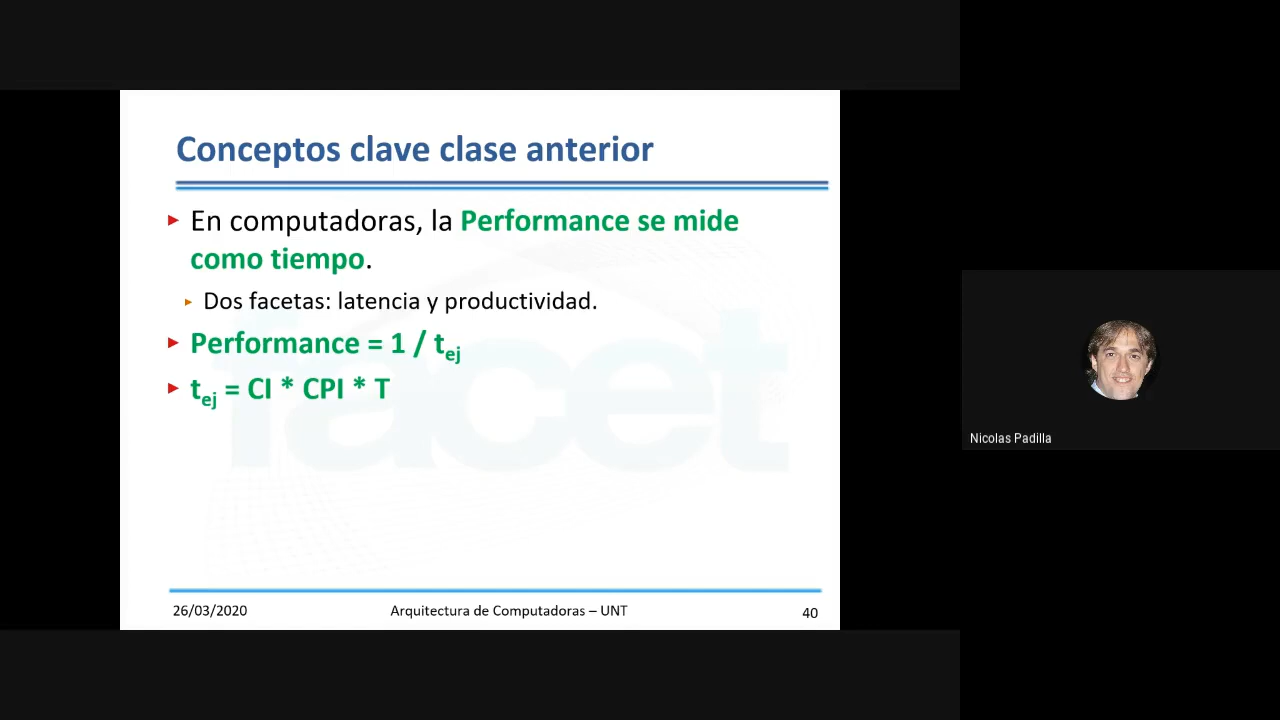 Conceptos clave clase anterior
En computadoras, la Performance se mide
como tiempo.
Dos facetas: latencia y productividad.
Performance = 1 / tej
tej = CI * CPI * T
facet
26/03/2020
Arquitectura de Computadoras – UNT
40
Nicolas Padilla